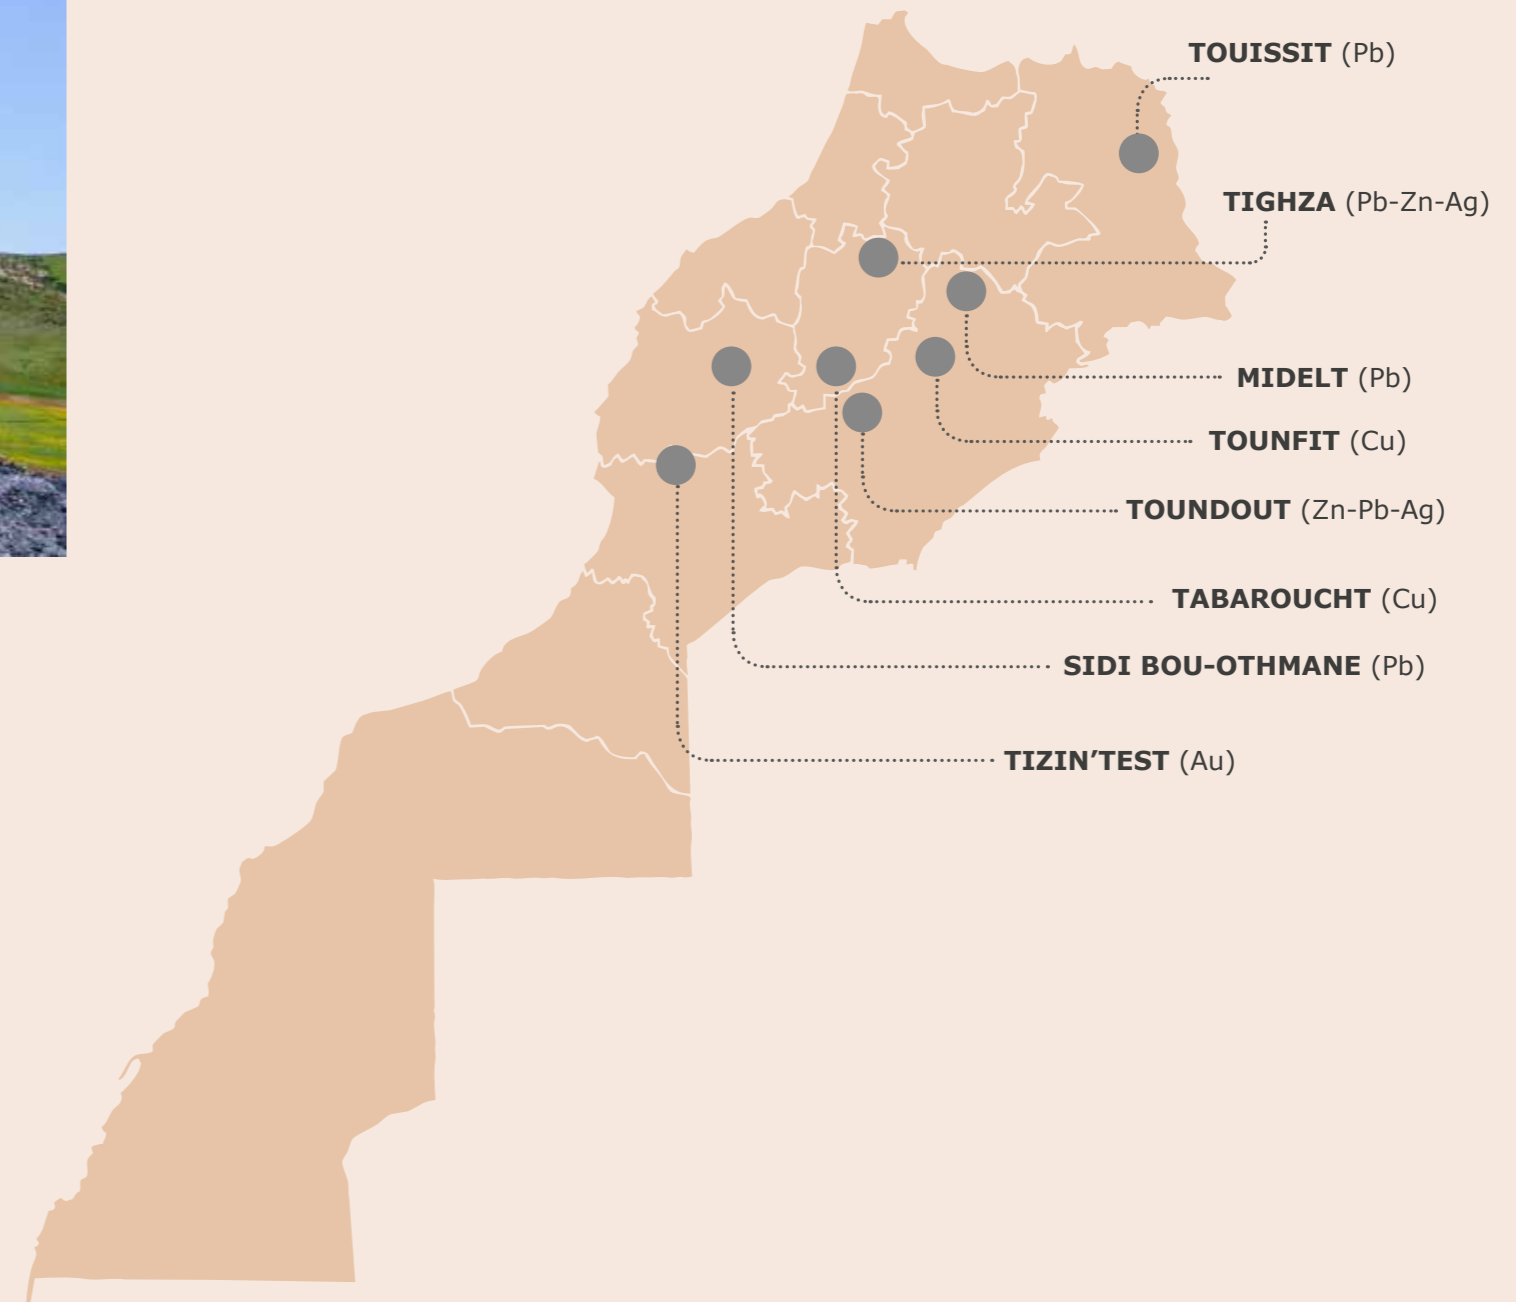 TOUISSIT (Pb)
TIGHZA (Pb-Zn-Ag)
MIDELT (Pb)
TOUNFIT (Cu)
TOUNDOUT (Zn-Pb-Ag)
TABAROUCHT (Cu)
SIDI BOU-OTHMANE (Pb)
TIZIN’TEST (Au)